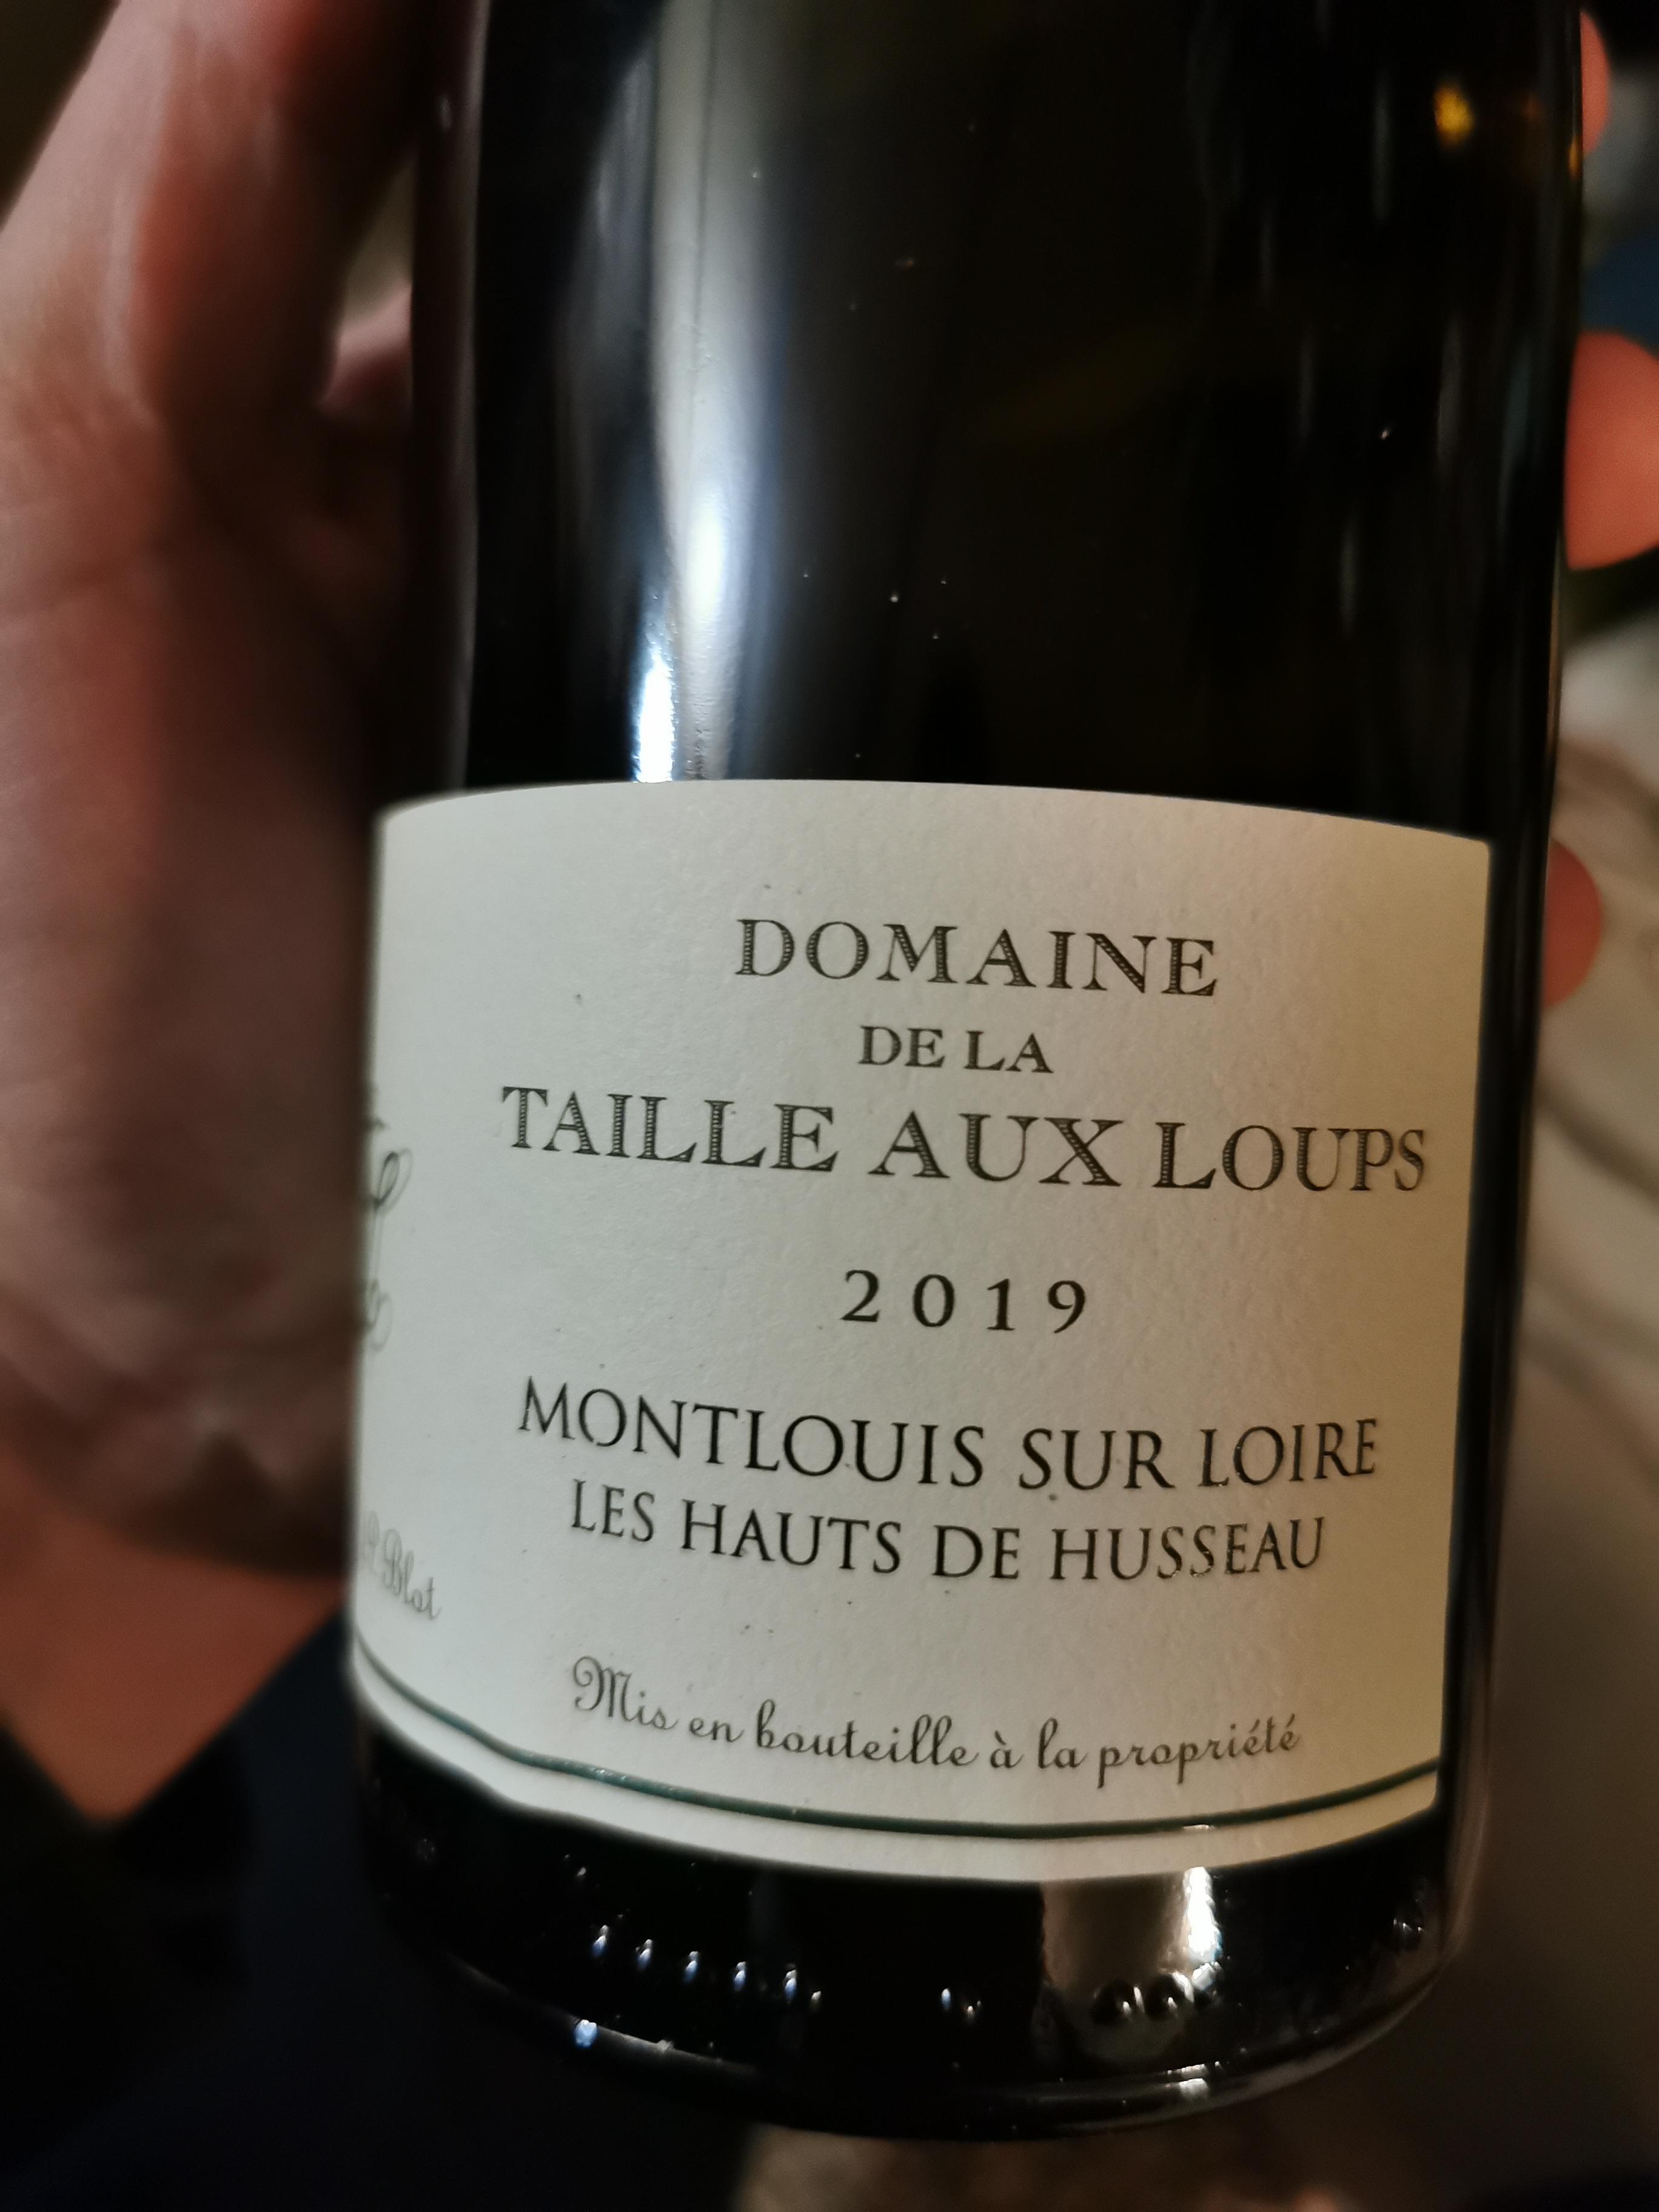 DOMAINE
DE LA
TAILLE AUX LOUPS
2019
MONTLOUIS SUR LOIRE
LES HAUTS DE HUSSEAU
Blot
Mis en bouteille à la propriété